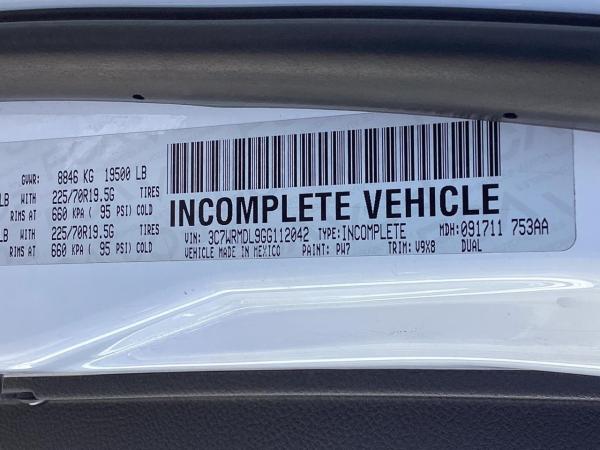 GVWR: 8846 KG 19500 LB
LB WITH 225/70R19.5G TIRES
RIMS AT 660 KPA ( 95 PSI) COLD
LB WITH 225/70R19.5G TIRES
RIMS AT 660 KPA ( 95 PSI) COLD
INCOMPLETE VEHICLE
VIN: 3C7WRMDL9GG112042 TYPE:INCOMPLETE MDH:091711 753AA
VEHICLE MADE IN MEXICO PAINT: PW7 TRIM: V9X8 DUAL